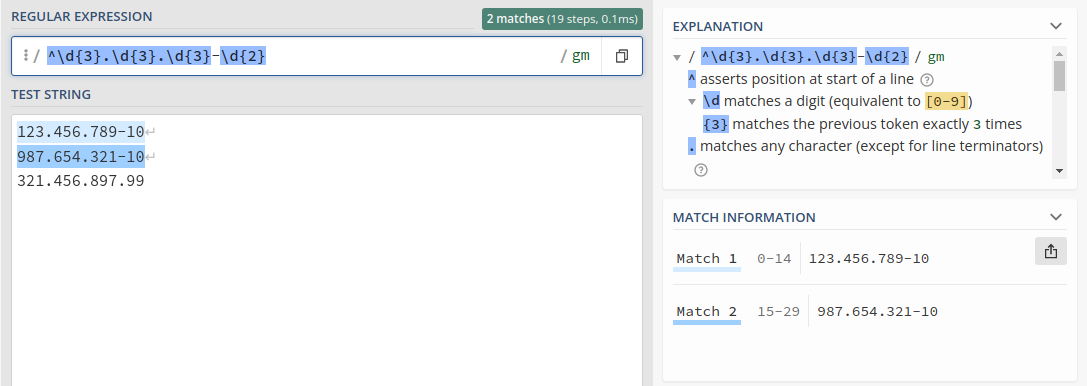 REGULAR EXPRESSION
2 matches (19 steps, 0.1ms)
/ ^\d{3}.\d{3}.\d{3}-\d{2} / gm
TEST STRING
123.456.789-10↵
987.654.321-10↵
321.456.897.99
EXPLANATION
/ ^\d{3}.\d{3}.\d{3}-\d{2} / gm
^ asserts position at start of a line ?
\d matches a digit (equivalent to [0-9])
{3} matches the previous token exactly 3 times
. matches any character (except for line terminators)
?
MATCH INFORMATION
Match 1 0-14 123.456.789-10
Match 2 15-29 987.654.321-10